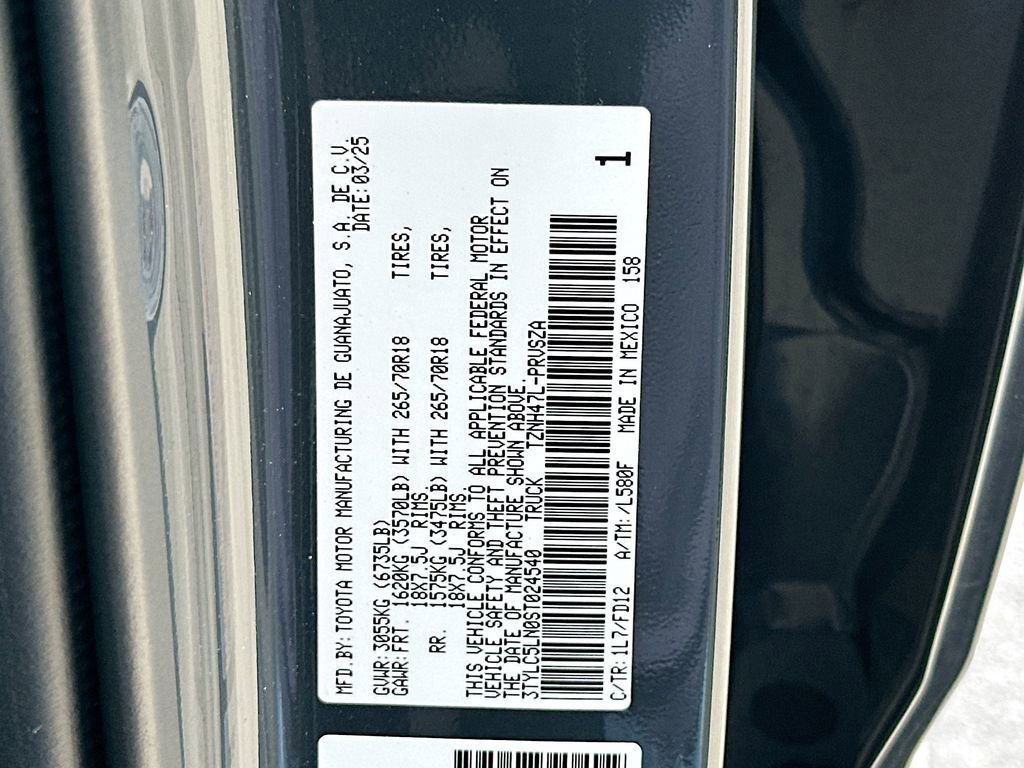 MFD.BY:TOYOTA MOTOR MANUFACTURING DE GUANAJUATO, S.A. DE C.V.
DATE:03/25
GVWR:3055KG (6735LB)
GAWR:FRT. 1620KG (3570LB) WITH 265/70R18 TIRES,
18X7.5J RIMS
RR. 1575KG (3475LB) WITH 265/70R18 TIRES,
18X7.5J RIMS
THIS VEHICLE CONFORMS TO ALL APPLICABLE FEDERAL MOTOR
VEHICLE SAFETY AND THEFT PREVENTION STANDARDS IN EFFECT ON
THE DATE OF MANUFACTURE SHOWN ABOVE.
3TYLC5LN0ST024540 TRUCK TZNH47L-PRVSZA
1
C/TR:1L7/FD12 A/TM:/L580F MADE IN MEXICO 158